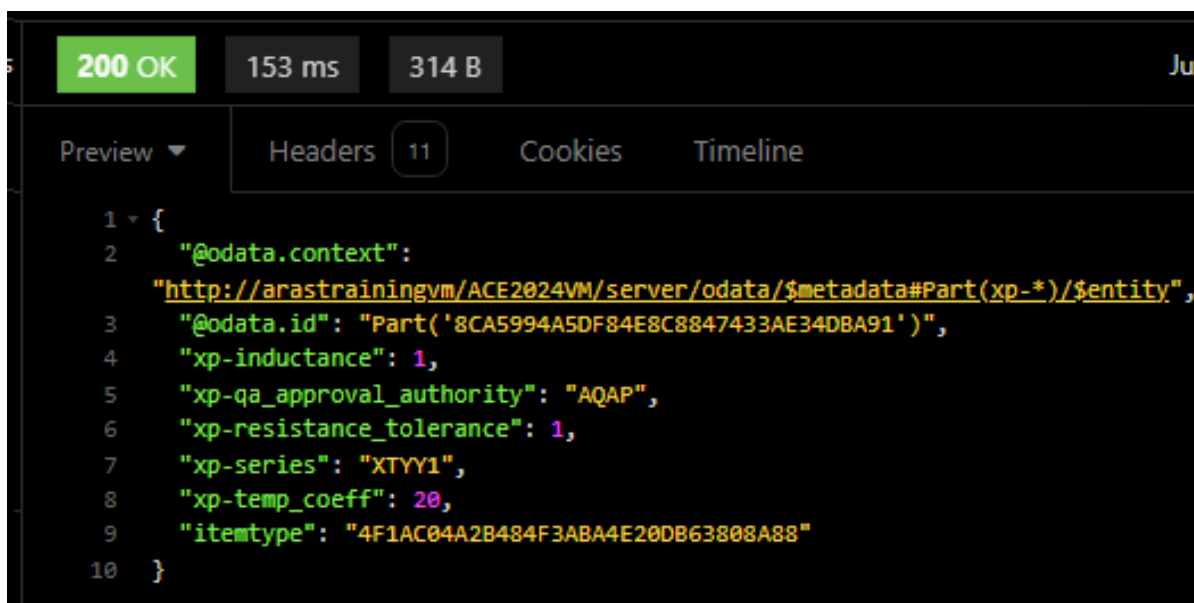 200 OK 153 ms 314 B Ju
Preview Headers 11 Cookies Timeline
1 {
2 "@odata.context":
"http://arastrainingvm/ACE2024VM/server/odata/$metadata#Part(xp-*)/$entity",
3 "@odata.id": "Part('8CA5994A5DF84E8C8847433AE34DBA91')",
4 "xp-inductance": 1,
5 "xp-qa_approval_authority": "AQAP",
6 "xp-resistance_tolerance": 1,
7 "xp-series": "XTYY1",
8 "xp-temp_coeff": 20,
9 "itemtype": "4F1AC04A2B484F3ABA4E20DB63808A88"
10 }